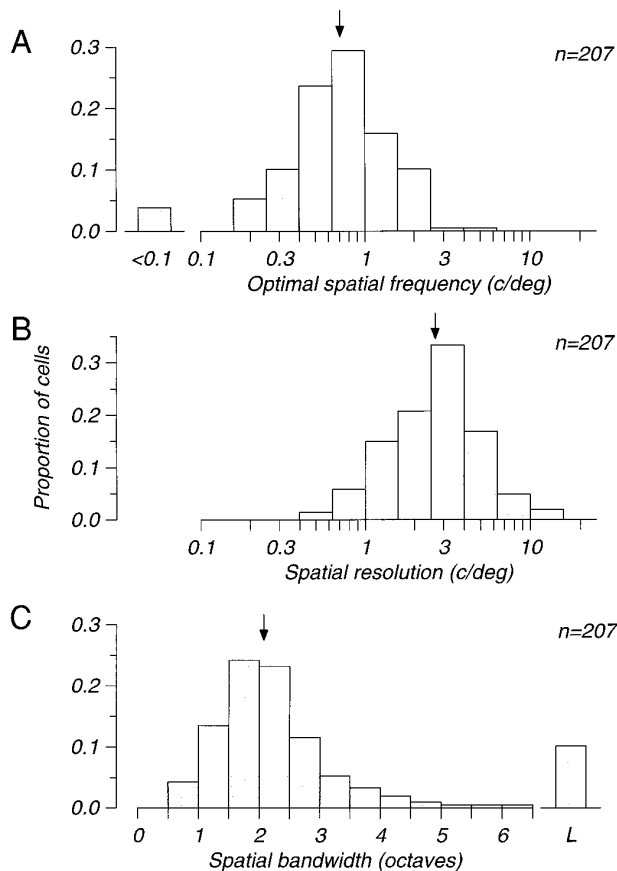 A
n=207
0.3
0.2
0.1
0.0
<0.1 0.1 0.3 1 3 10
Optimal spatial frequency (c/deg)
B
n=207
0.3
0.2
0.1
0.0
0.1 0.3 1 3 10
Spatial resolution (c/deg)
Proportion of cells
C
n=207
0.3
0.2
0.1
0.0
0 1 2 3 4 5 6 L
Spatial bandwidth (octaves)